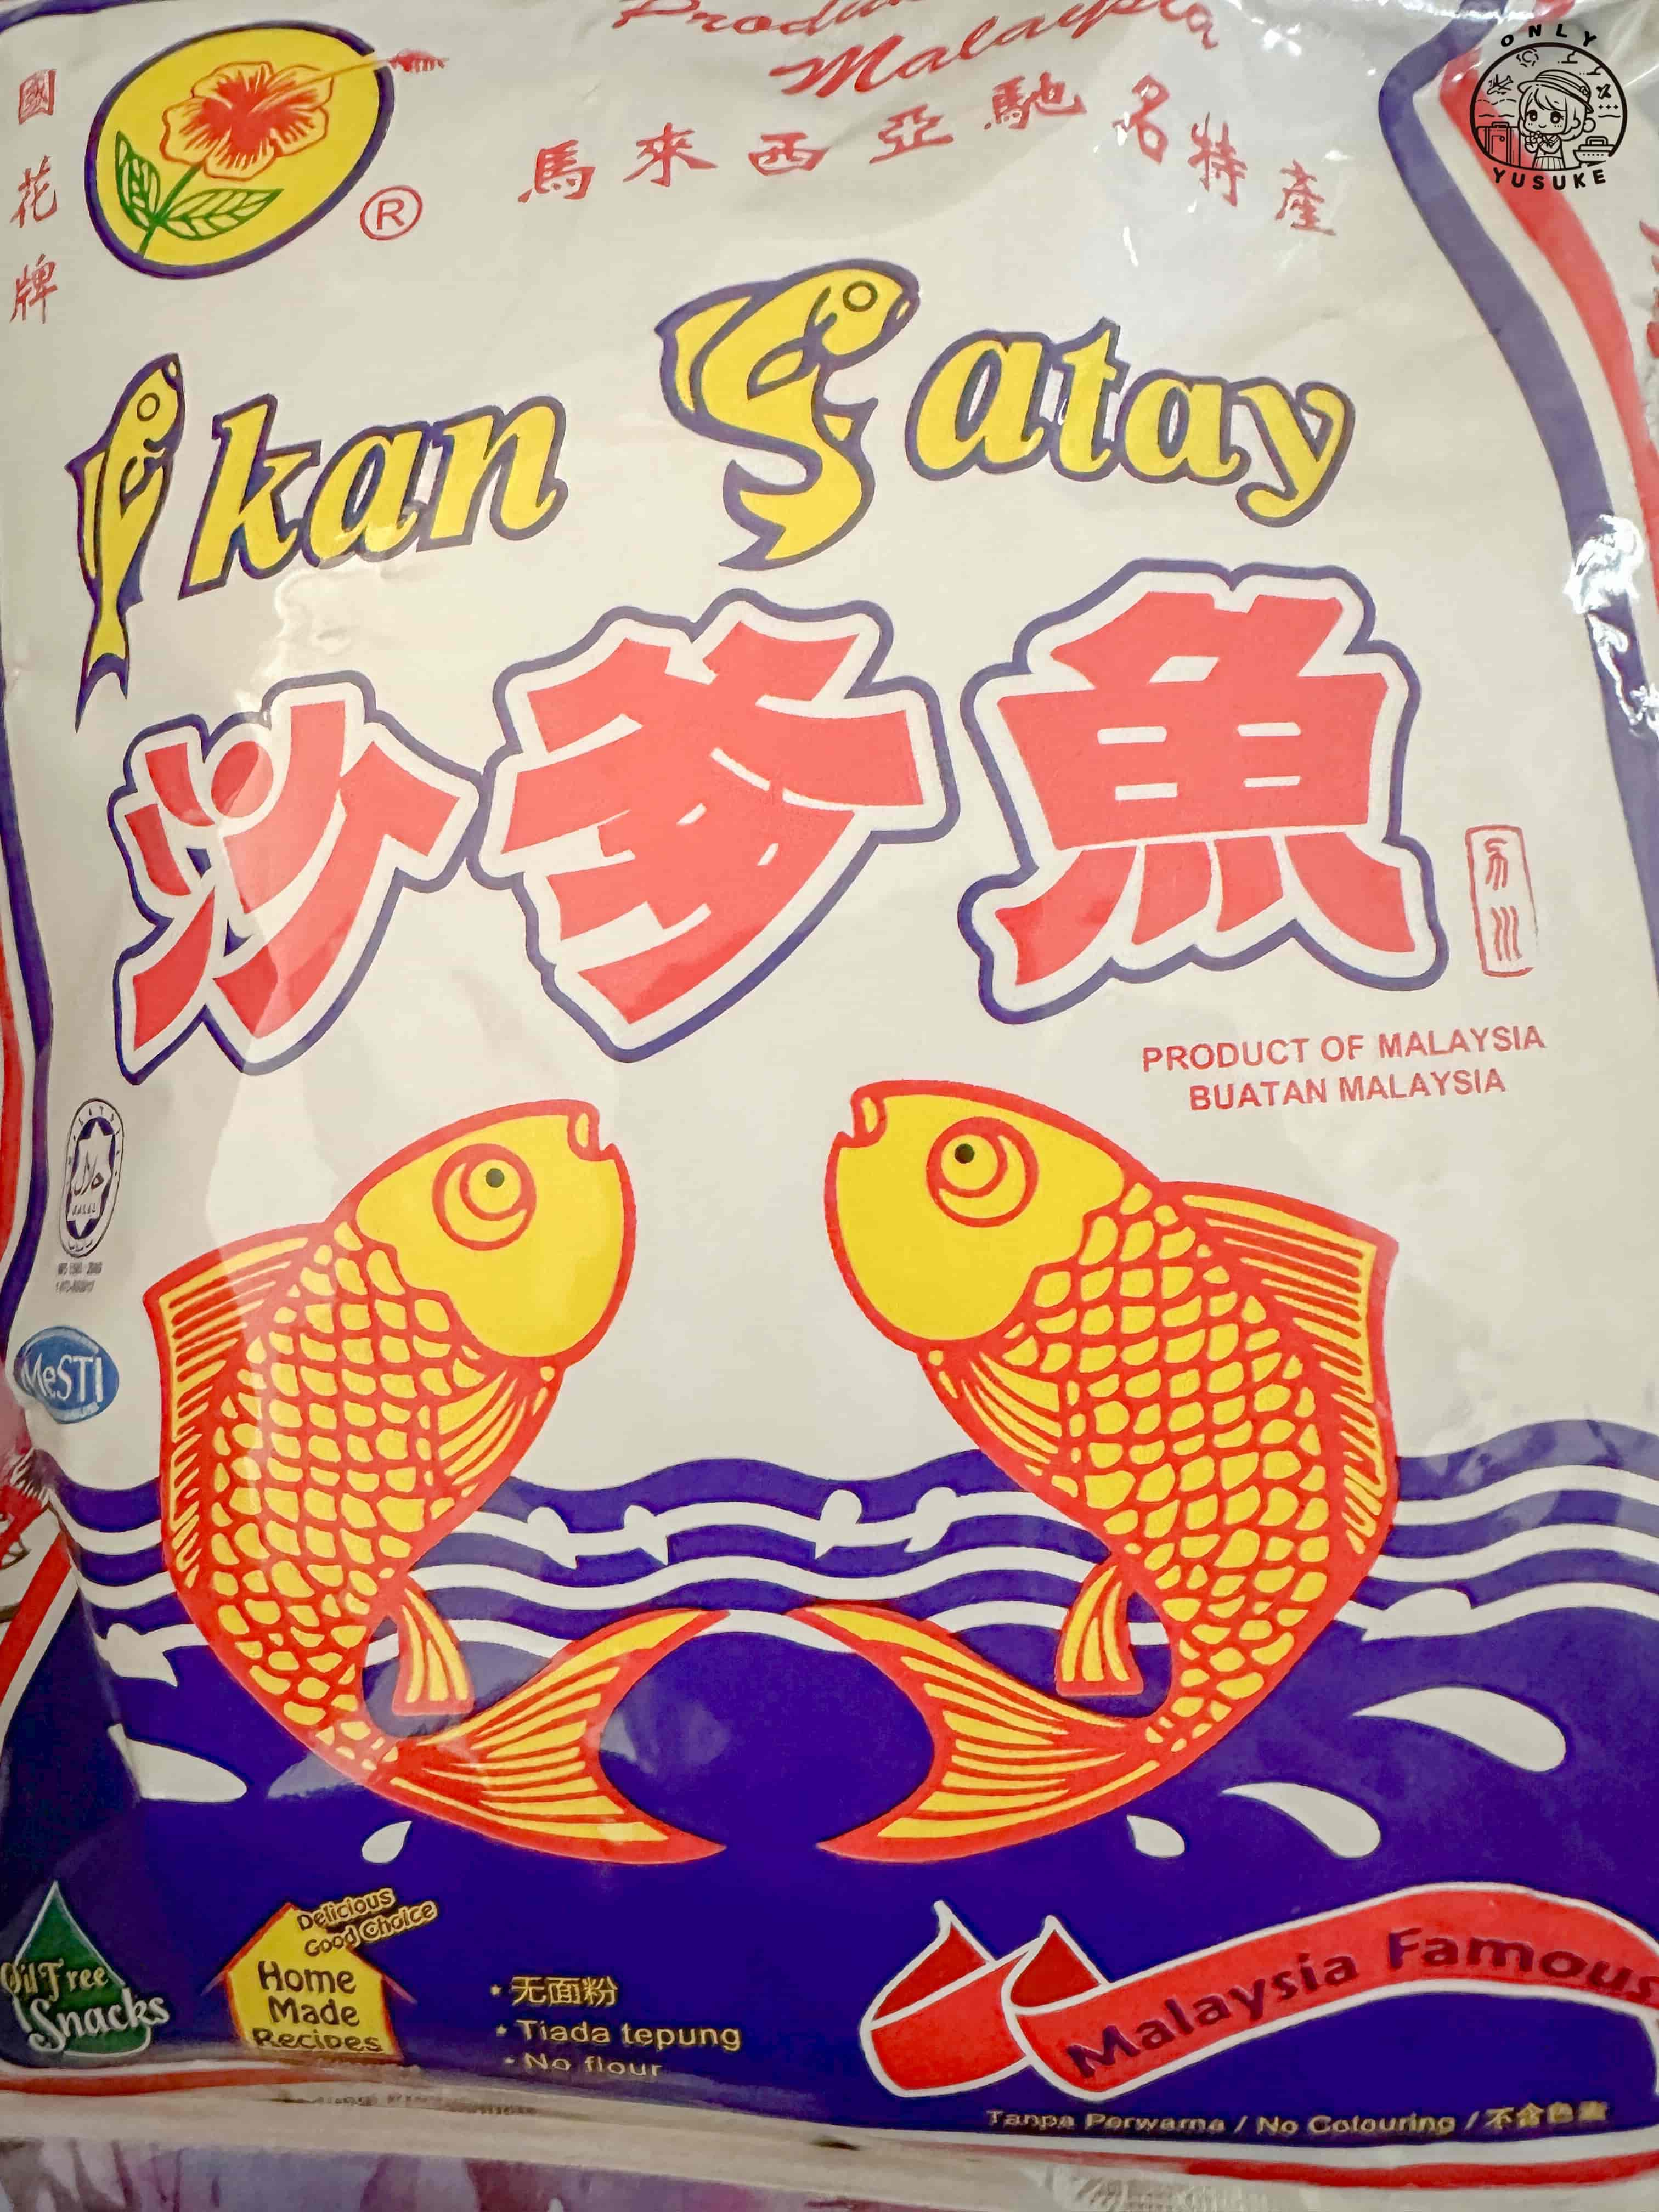 Malaysia
ONLY
YUSUKE
國花牌
®
馬來西亞馳名特產
Ikan Satay
沙爹魚
PRODUCT OF MALAYSIA
BUATAN MALAYSIA
HALAL
MeSTI
Oil Free
Snacks
Delicious
Good Choice
Home
Made
Recipes
• 无面粉
• Tiada tepung
• No flour
Malaysia Famous
Tanpa Perwarna / No Colouring / 不含色素